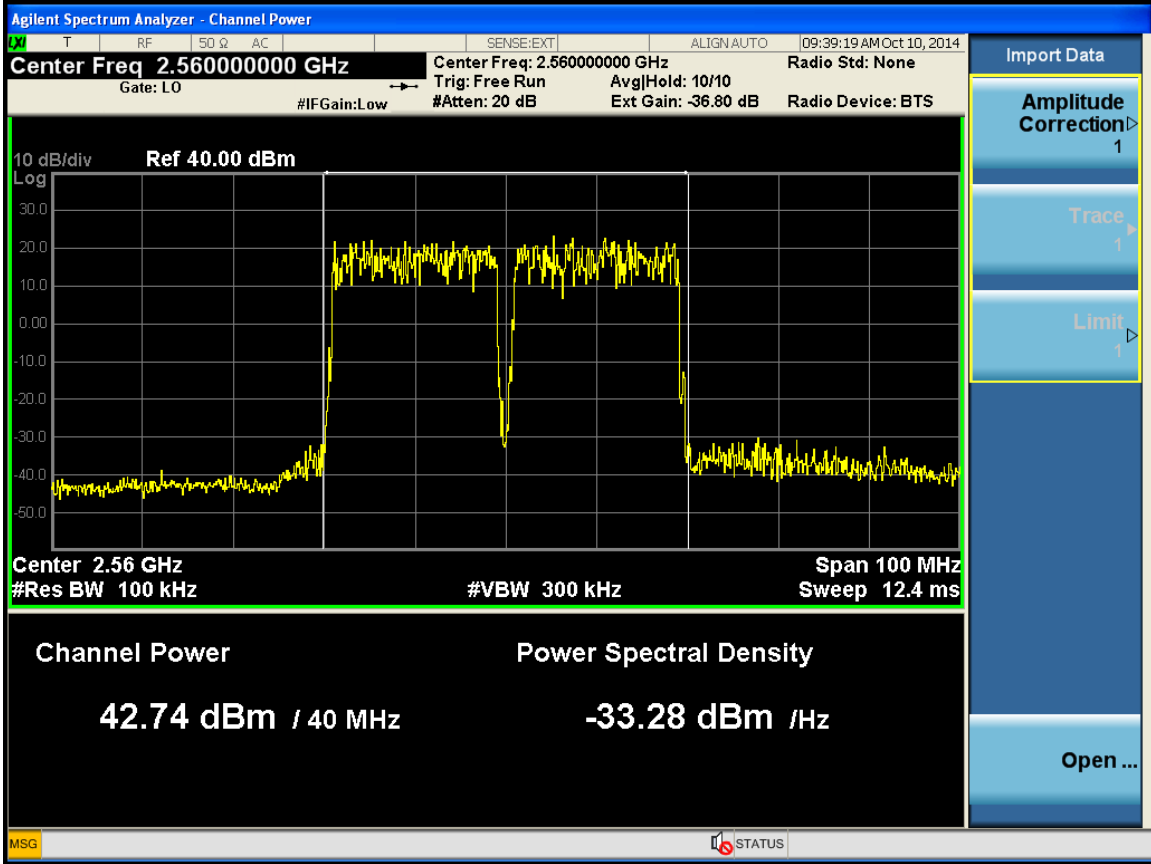 Agilent Spectrum Analyzer - Channel Power
LXI T RF 50 Ω AC SENSE:EXT ALIGN AUTO 09:39:19 AM Oct 10, 2014
Center Freq 2.560000000 GHz
Gate: LO
#IFGain:Low
Center Freq: 2.560000000 GHz
Trig: Free Run Avg|Hold: 10/10
#Atten: 20 dB Ext Gain: -36.80 dB
Radio Std: None
Radio Device: BTS
10 dB/div Ref 40.00 dBm
Log
30.0
20.0
10.0
0.00
-10.0
-20.0
-30.0
-40.0
-50.0
Center 2.56 GHz Span 100 MHz
#Res BW 100 kHz #VBW 300 kHz Sweep 12.4 ms
Channel Power Power Spectral Density
42.74 dBm / 40 MHz -33.28 dBm /Hz
Import Data
Amplitude
Correction
1
Trace
1
Limit
1
Open ...
MSG STATUS